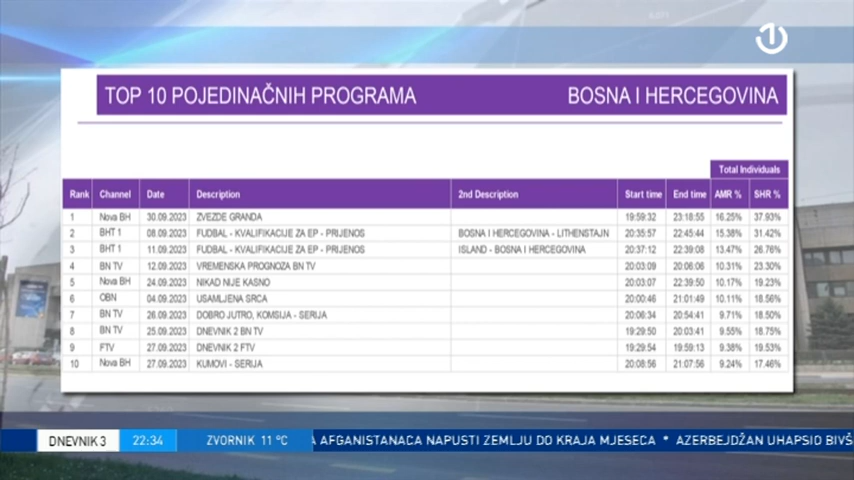 1
TOP 10 POJEDINAČNIH PROGRAMA BOSNA I HERCEGOVINA
Total Individuals
Rank Channel Date Description 2nd Description Start time End time AMR % SHR %
1 Nova BH 30.09.2023 ZVEZDE GRANDA 19:59:32 23:18:55 16.25% 37.93%
2 BHT 1 08.09.2023 FUDBAL - KVALIFIKACIJE ZA EP - PRIJENOS BOSNA I HERCEGOVINA - LITHENSTAJN 20:35:57 22:45:44 15.38% 31.42%
3 BHT 1 11.09.2023 FUDBAL - KVALIFIKACIJE ZA EP - PRIJENOS ISLAND - BOSNA I HERCEGOVINA 20:37:12 22:39:08 13.47% 26.76%
4 BN TV 12.09.2023 VREMENSKA PROGNOZA BN TV 20:03:09 20:06:06 10.31% 23.30%
5 Nova BH 24.09.2023 NIKAD NIJE KASNO 20:03:07 22:39:50 10.17% 19.23%
6 OBN 04.09.2023 USAMLJENA SRCA 20:00:46 21:01:49 10.11% 18.56%
7 BN TV 26.09.2023 DOBRO JUTRO, KOMSIJA - SERIJA 20:06:34 20:54:41 9.71% 18.50%
8 BN TV 25.09.2023 DNEVNIK 2 BN TV 19:29:50 20:03:41 9.55% 18.75%
9 FTV 27.09.2023 DNEVNIK 2 FTV 19:29:54 19:59:13 9.38% 19.53%
10 Nova BH 27.09.2023 KUMOVI - SERIJA 20:08:56 21:07:56 9.24% 17.46%
DNEVNIK 3 22:34 ZVORNIK 11 °C A AFGANISTANACA NAPUSTI ZEMLJU DO KRAJA MJESECA * AZERBEJDŽAN UHAPSIO BIVŠ